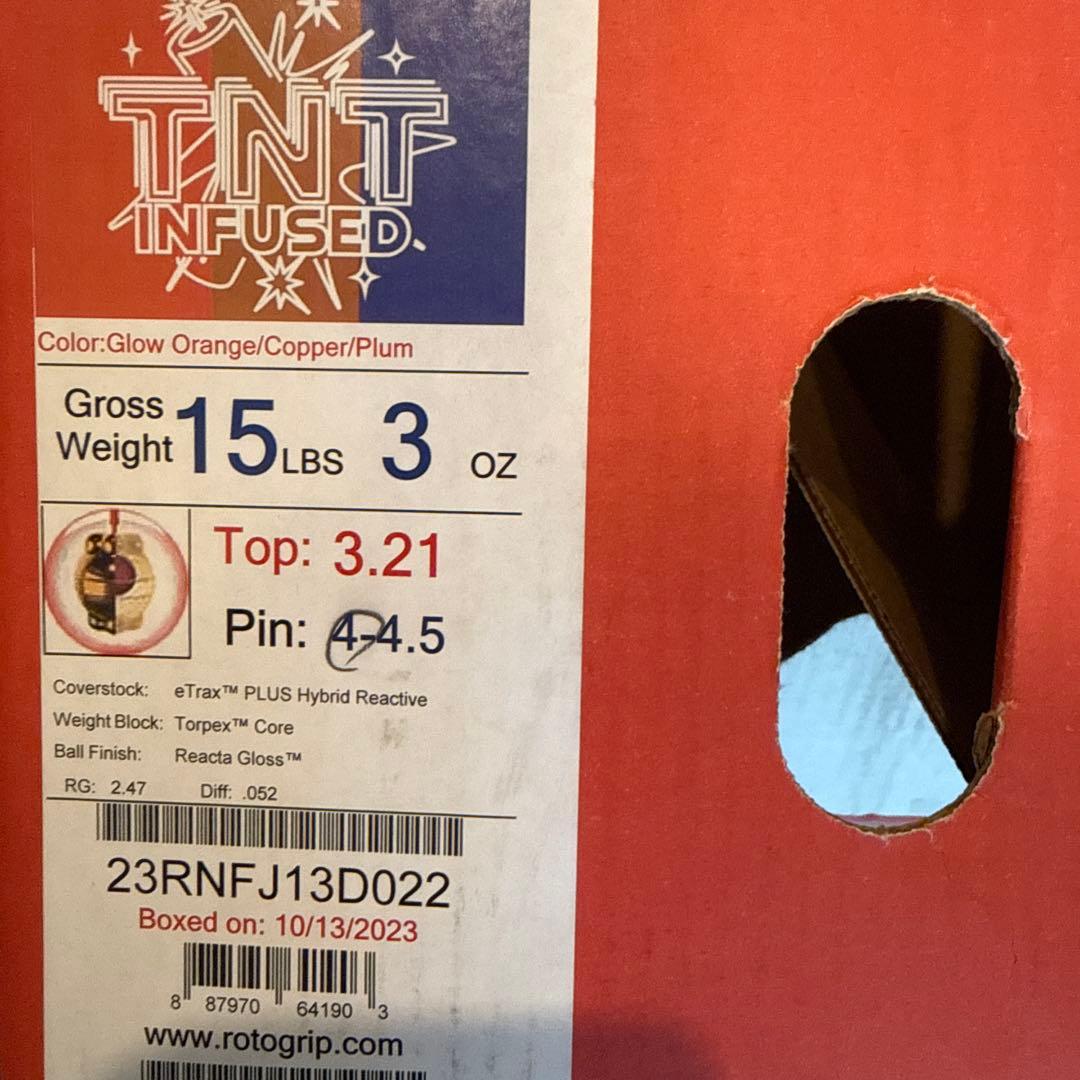 TNT
INFUSED
Color:Glow Orange/Copper/Plum
Gross Weight 15 LBS 3 OZ
Top: 3.21
Pin: 4-4.5
Coverstock: eTrax™ PLUS Hybrid Reactive
Weight Block: Torpex™ Core
Ball Finish: Reacta Gloss™
RG: 2.47 Diff: .052
23RNFJ13D022
Boxed on: 10/13/2023
8 87970 64190 3
www.rotogrip.com